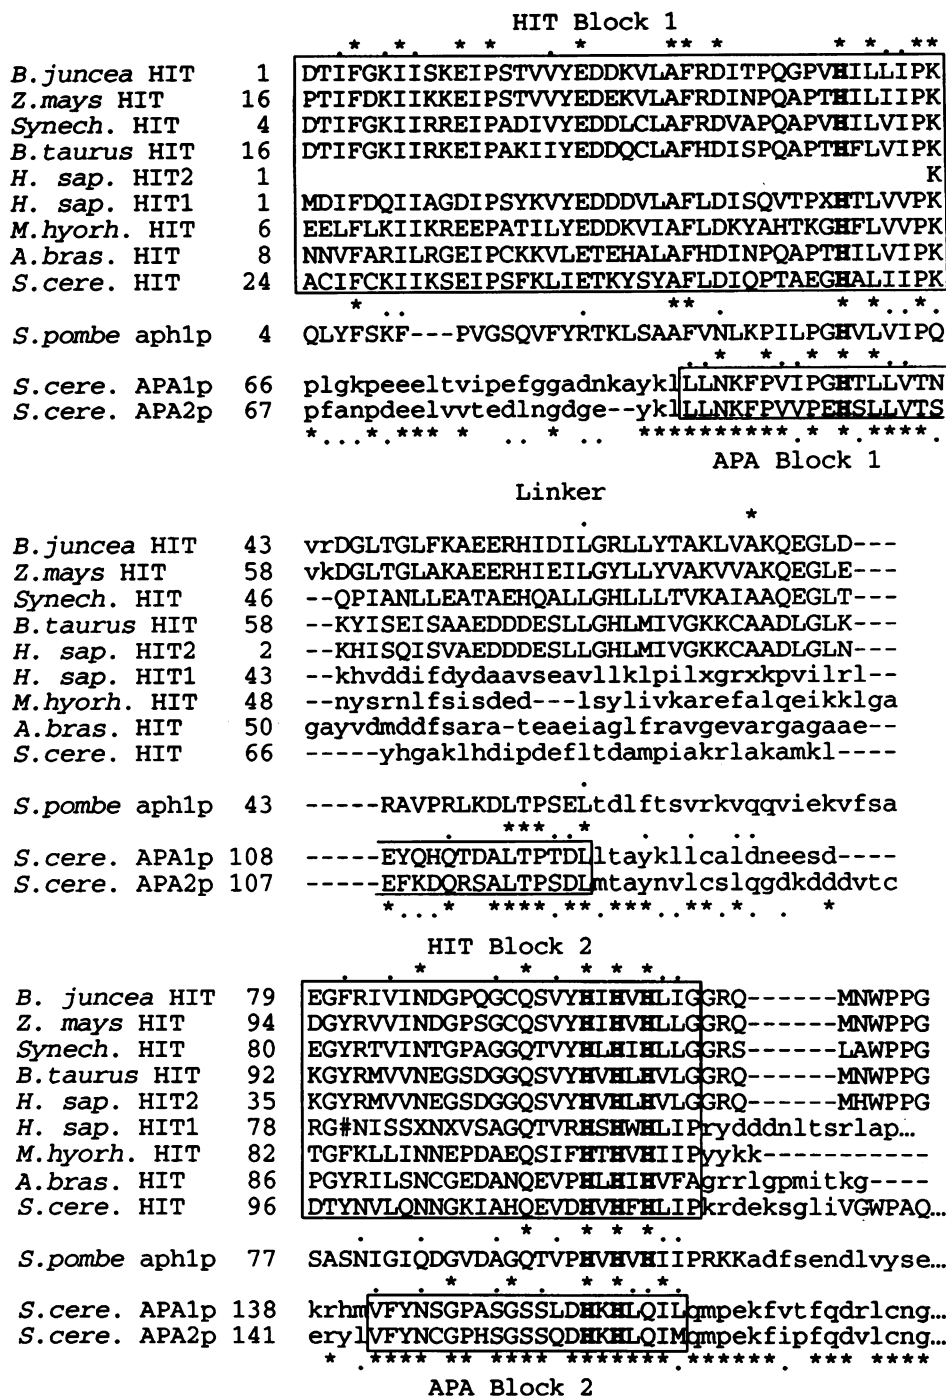 HIT Block 1
. * . * . * * . * * * * * . * . . * *
B.juncea HIT 1 DTIFGKIISKEIPSTVVYEDDKVLAFRDITPQGPVHILLIPK
Z.mays HIT 16 PTIFDKIIKKEIPSTVVYEDEKVLAFRDINPQAPTHILIIPK
Synech. HIT 4 DTIFGKIIRREIPADIVYEDDLCLAFRDVAPQAPVHILVIPK
B.taurus HIT 16 DTIFGKIIRKEIPAKIIYEDDQCLAFHDISPQAPTHFLVIPK
H. sap. HIT2 1 K
H. sap. HIT1 1 MDIFDQIIAGDIPSYKVYEDDDVLAFLDISQVTPXHTLVVPK
M.hyorh. HIT 6 EELFLKIIKREEPATILYEDDKVIAFLDKYAHTKGHFLVVPK
A.bras. HIT 8 NNVFARILRGEIPCKKVLETEHALAFHDINPQAPTHILVIPK
S.cere. HIT 24 ACIFCKIIKSEIPSFKLIETKYSYAFLDIQPTAEGHALIIPK
* . . . . * * . * . * . * .
S.pombe aph1p 4 QLYFSKF---PVGSQVFYRTKLSAAFVNLKPILPGHVLVIPQ
. . * * . * . * . .
S.cere. APA1p 66 plgkpeeeltvipefggadnkayklLLNKFPVIPGHTLLVTN
S.cere. APA2p 67 pfanpdeelvvtedlngdge--yklLLNKFPVVPEHSLLVTS
*...*.***.* .. * .. **********.*.*.****.
APA Block 1
Linker
. *
B.juncea HIT 43 vrDGLTGLFKAEERHIDILGRLLYTAKLVAKQEGLD---
Z.mays HIT 58 vkDGLTGLAKAEERHIEILGYLLYVAKVVAKQEGLE---
Synech. HIT 46 --QPIANLLEATAEHQALLGHLLLTVKAIAAQEGLT---
B.taurus HIT 58 --KYISEISAAEDDDESLLGHLMIVGKKCAADLGLK---
H. sap. HIT2 2 --KHISQISVAEDDDESLLGHLMIVGKKCAADLGLN---
H. sap. HIT1 43 --khvddifdydaavseavllklpilxgrxkpvilrl--
M.hyorh. HIT 48 --nysrnlfsisded---lsylivkarefalqeikklga
A.bras. HIT 50 gayvdmddfsara-teaeiaglfravgevargagaae--
S.cere. HIT 66 -----yhgaklhdipdefltdampiakrlakamkl----
S.pombe aph1p 43 -----RAVPRLKDLTPSELtdlftsvrkvqqviekvfsa
. ***..* . . ..
S.cere. APA1p 108 -----EYQHQTDALTPTDLltaykllcaldneesd----
S.cere. APA2p 107 -----EFKDQRSALTPSDLmtaynvlcslqgdkdddvtc
*...* ****.**.***..**.*. . *
HIT Block 2
. . * . * . * * * ..
B. juncea HIT 79 EGFRIVINDGPQGCQSVYHIHVHLIGGRQ------MNWPPG
Z. mays HIT 94 DGYRVVINDGPSGCQSVYHIHVHLLGGRQ------MNWPPG
Synech. HIT 80 EGYRTVINTGPAGGQTVYHLHIHLLGGRS------LAWPPG
B.taurus HIT 92 KGYRMVVNEGSDGGQSVYHVHLHVLGGRQ------MNWPPG
H. sap. HIT2 35 KGYRMVVNEGSDGGQSVYHVHLHVLGGRQ------MHWPPG
H. sap. HIT1 78 RG#NISSXNXVSAGQTVRHSHWHLIPrydddnltsrlap…
M.hyorh. HIT 82 TGFKLLINNEPDAEQSIFHTHVHIIPyykk-----------
A.bras. HIT 86 PGYRILSNCGEDANQEVPHLHIHVFAgrrlgpmitkg----
S.cere. HIT 96 DTYNVLQNNGKIAHQEVDHVHFHLIPkrdeksgliVGWPAQ…
. . . * . * * * ..
S.pombe aph1p 77 SASNIGIQDGVDAGQTVPHVHVHIIPRKKadfsendlvyse…
. . * * . * * . * .
S.cere. APA1p 138 krhmVFYNSGPASGSSLDHKHLQILqmpekfvtfqdrlcng…
S.cere. APA2p 141 erylVFYNCGPHSGSSQDHKHLQIMqmpekfipfqdvlcng…
* .****.**.****.********.******..***.*****
APA Block 2